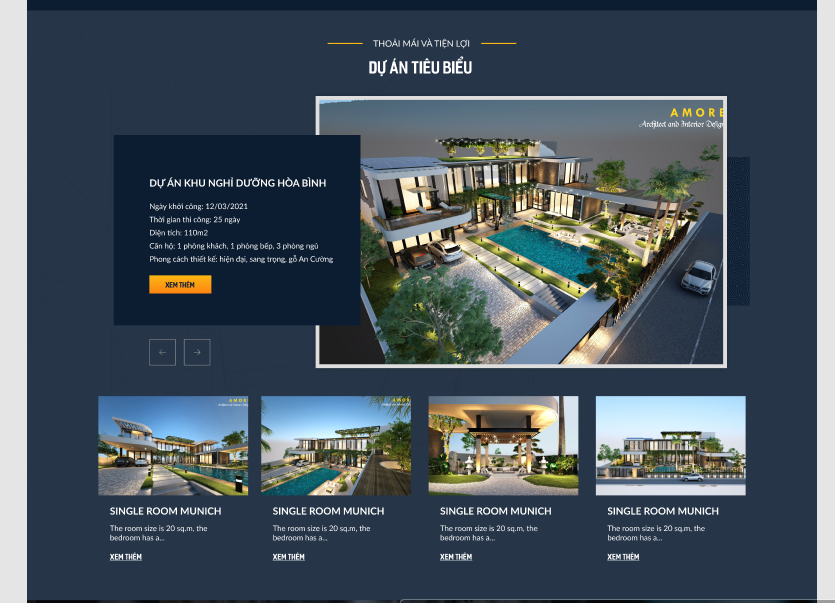 THOẢI MÁI VÀ TIỆN LỢI
DỰ ÁN TIÊU BIỂU
AMORE
Architect and Interior Design
DỰ ÁN KHU NGHỈ DƯỠNG HÒA BÌNH
Ngày khởi công: 12/03/2021
Thời gian thi công: 25 ngày
Diện tích: 110m2
Căn hộ: 1 phòng khách, 1 phòng bếp, 3 phòng ngủ
Phong cách thiết kế: hiện đại, sang trọng, gỗ An Cường
XEM THÊM
SINGLE ROOM MUNICH
The room size is 20 sq.m, the
bedroom has a...
XEM THÊM
SINGLE ROOM MUNICH
The room size is 20 sq.m, the
bedroom has a...
XEM THÊM
SINGLE ROOM MUNICH
The room size is 20 sq.m, the
bedroom has a...
XEM THÊM
SINGLE ROOM MUNICH
The room size is 20 sq.m, the
bedroom has a...
XEM THÊM